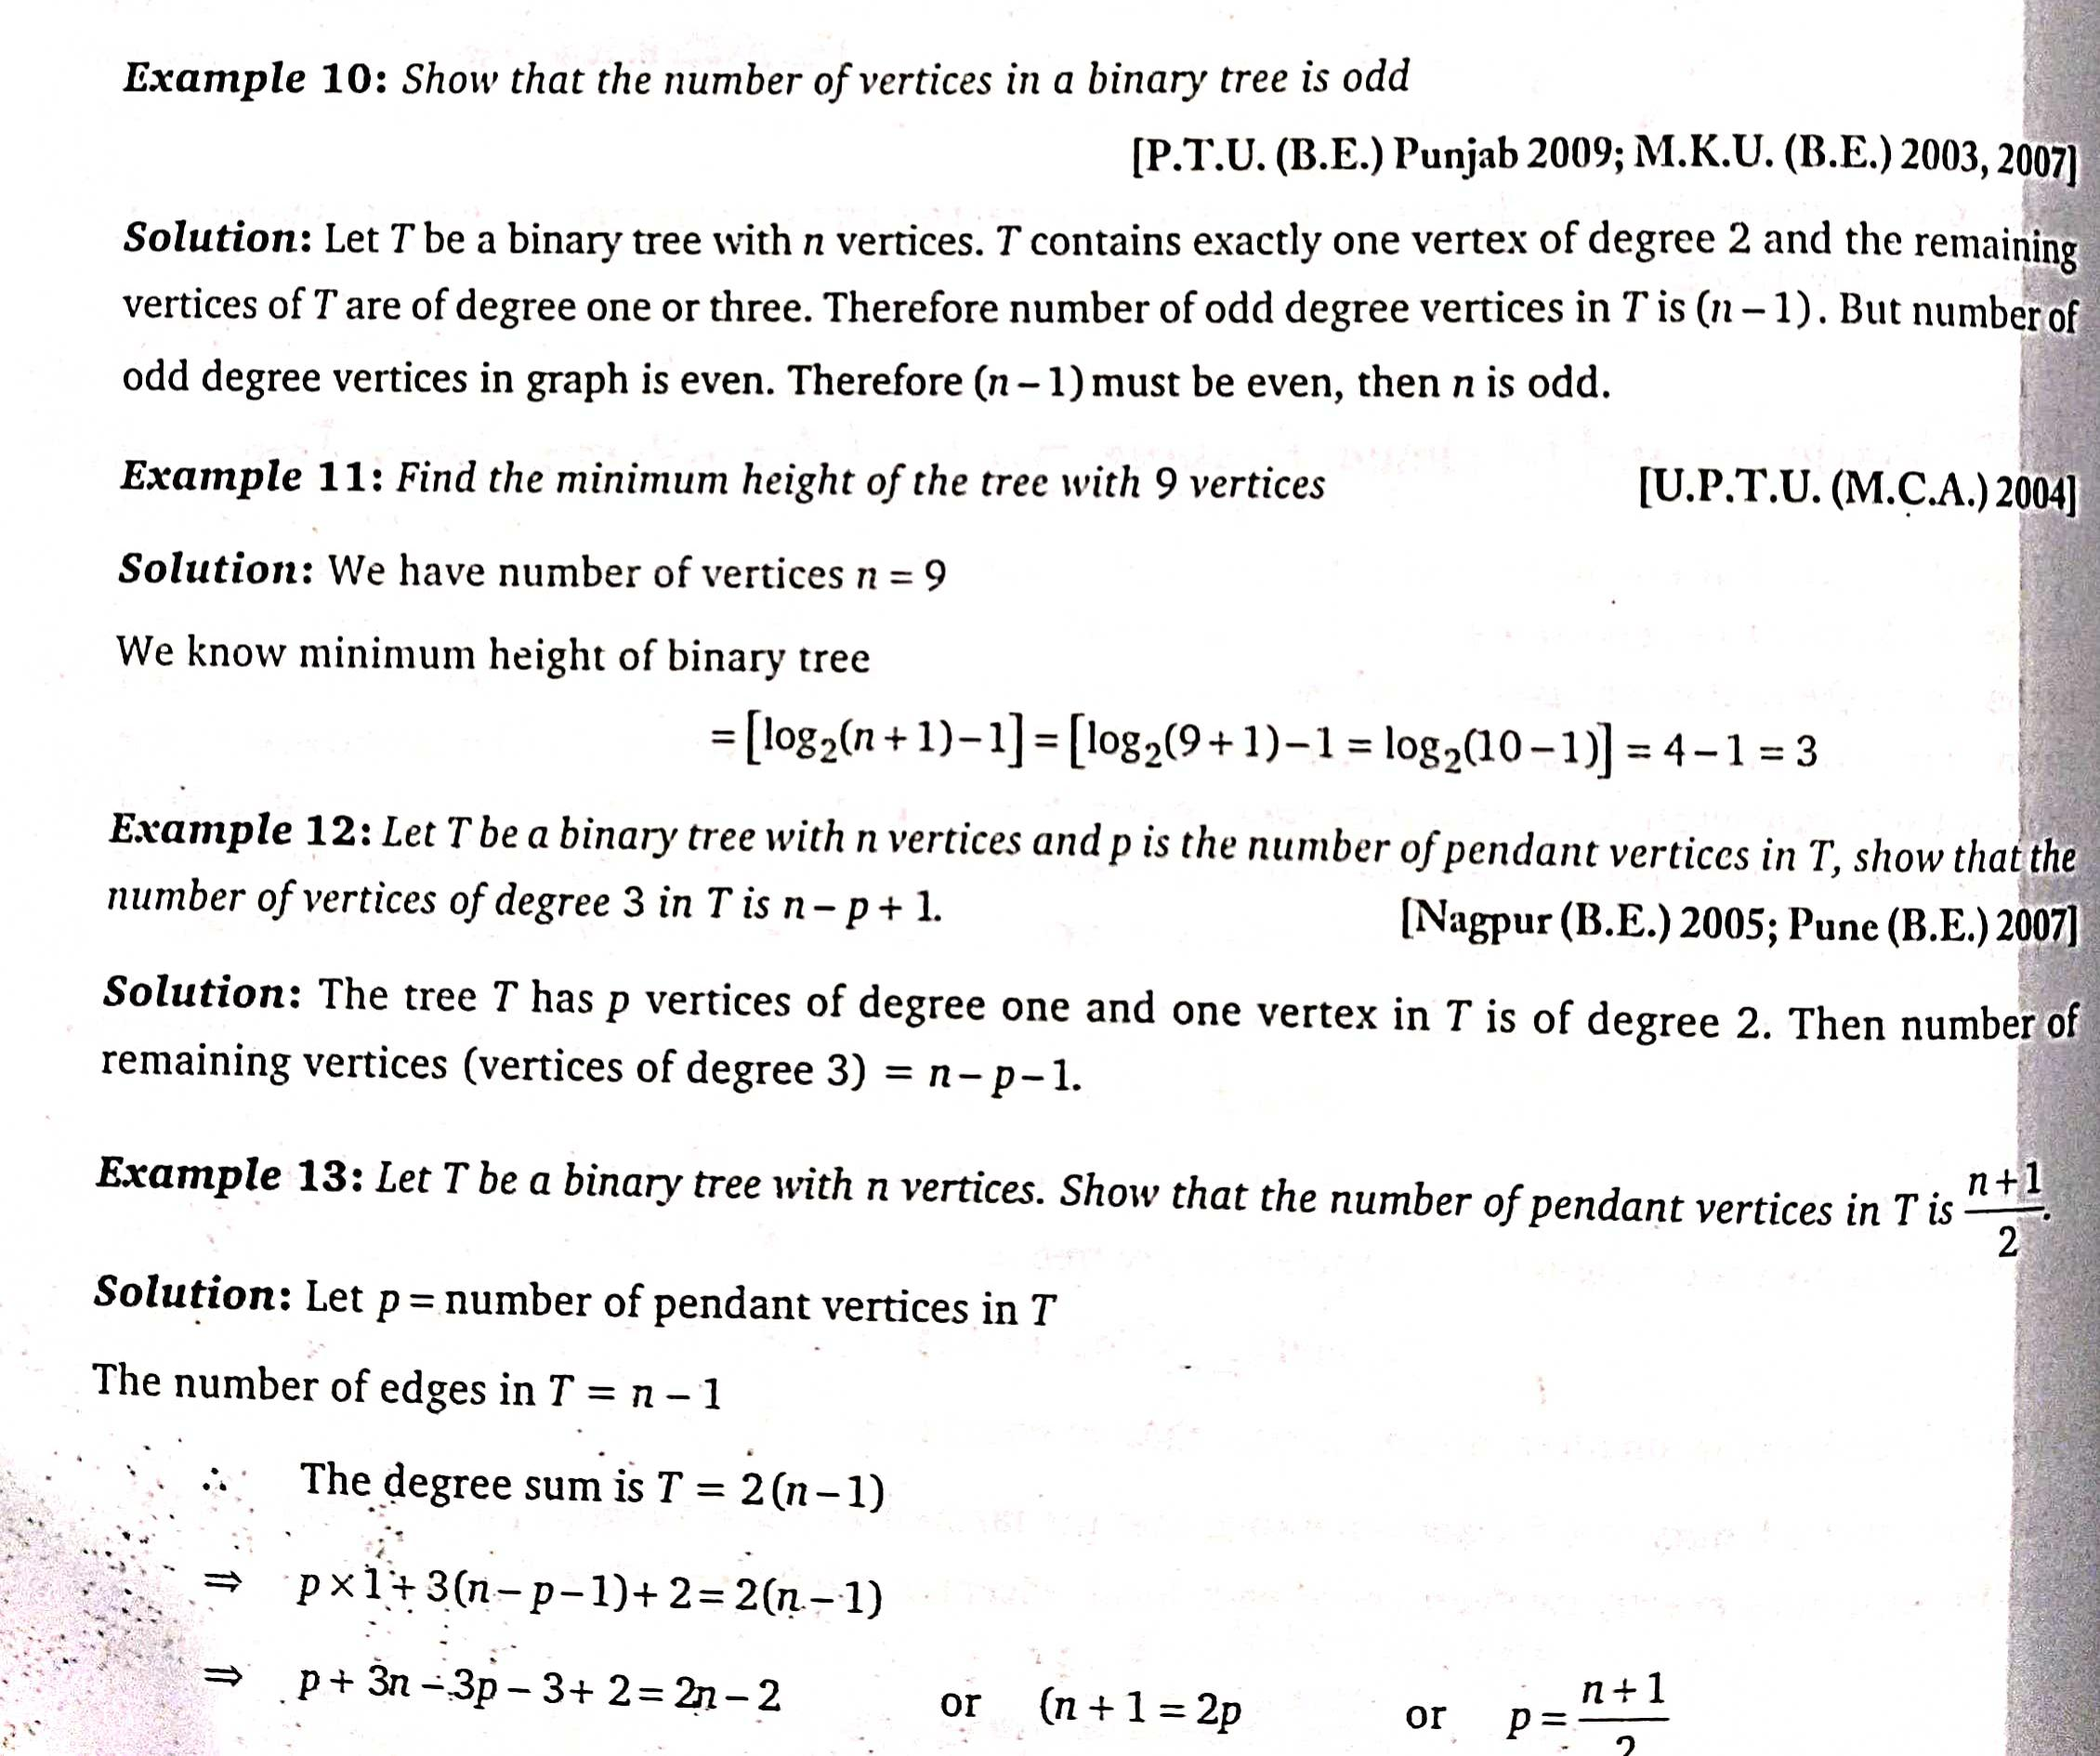 Example 10: Show that the number of vertices in a binary tree is odd
[P.T.U. (B.E.) Punjab 2009; M.K.U. (B.E.) 2003, 2007]
Solution: Let T be a binary tree with n vertices. T contains exactly one vertex of degree 2 and the remaining
vertices of T are of degree one or three. Therefore number of odd degree vertices in T is (n – 1). But number of
odd degree vertices in graph is even. Therefore (n – 1) must be even, then n is odd.
Example 11: Find the minimum height of the tree with 9 vertices [U.P.T.U. (M.C.A.) 2004]
Solution: We have number of vertices n = 9
We know minimum height of binary tree
= [log₂(n + 1) – 1] = [log₂(9 + 1) – 1 = log₂(10 – 1)] = 4 – 1 = 3
Example 12: Let T be a binary tree with n vertices and p is the number of pendant vertices in T, show that the
number of vertices of degree 3 in T is n – p + 1. [Nagpur (B.E.) 2005; Pune (B.E.) 2007]
Solution: The tree T has p vertices of degree one and one vertex in T is of degree 2. Then number of
remaining vertices (vertices of degree 3) = n – p – 1.
Example 13: Let T be a binary tree with n vertices. Show that the number of pendant vertices in T is (n+1)/2.
Solution: Let p = number of pendant vertices in T
The number of edges in T = n – 1
∴ The degree sum is T = 2(n – 1)
⇒ p × 1 + 3(n – p – 1) + 2 = 2(n – 1)
⇒ p + 3n – 3p – 3 + 2 = 2n – 2 or (n + 1 = 2p or p = (n+1)/2